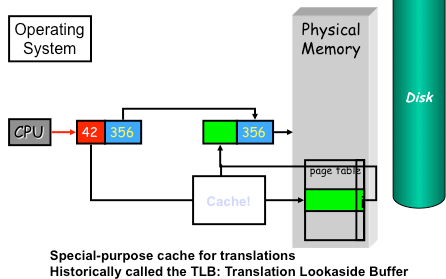 Operating
System
Physical
Memory
Disk
CPU
42 356
356
page table
Cache!
Special-purpose cache for translations
Historically called the TLB: Translation Lookaside Buffer